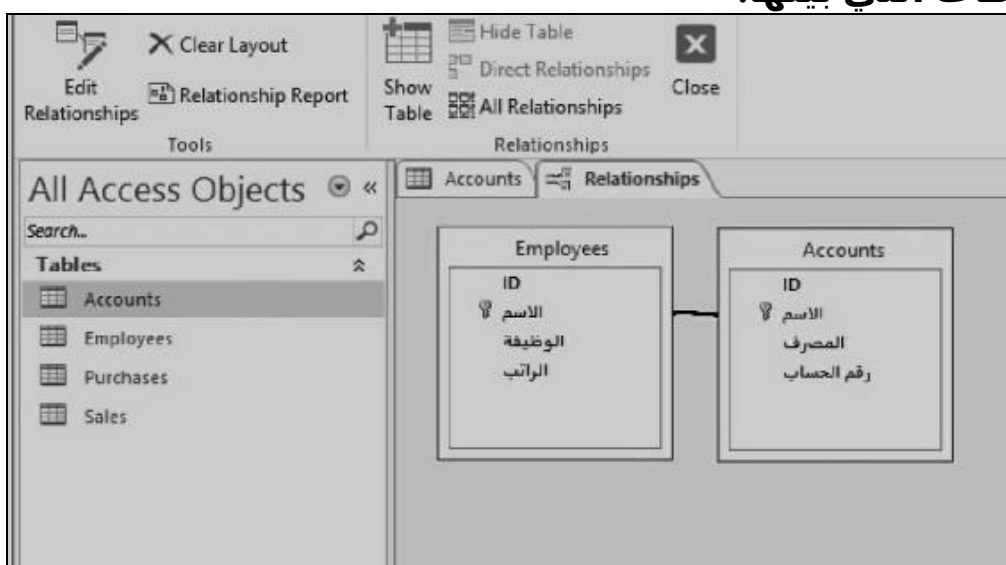 Clear Layout
Edit Relationships
Relationship Report
Tools
Show Table
Hide Table
Direct Relationships
All Relationships
Close
Relationships
All Access Objects «
Search...
Tables
Accounts
Employees
Purchases
Sales
Accounts
Relationships
Employees
ID
الاسم
الوظيفة
الراتب
Accounts
ID
الاسم
المصرف
رقم الحساب